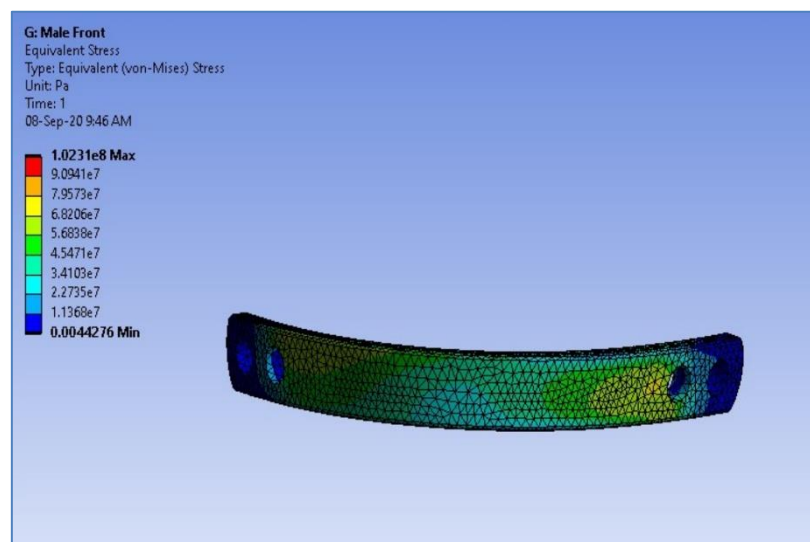 G: Male Front
Equivalent Stress
Type: Equivalent (von-Mises) Stress
Unit: Pa
Time: 1
08-Sep-20 9:46 AM
1.0231e8 Max
9.0941e7
7.9573e7
6.8206e7
5.6838e7
4.5471e7
3.4103e7
2.2735e7
1.1368e7
0.0044276 Min